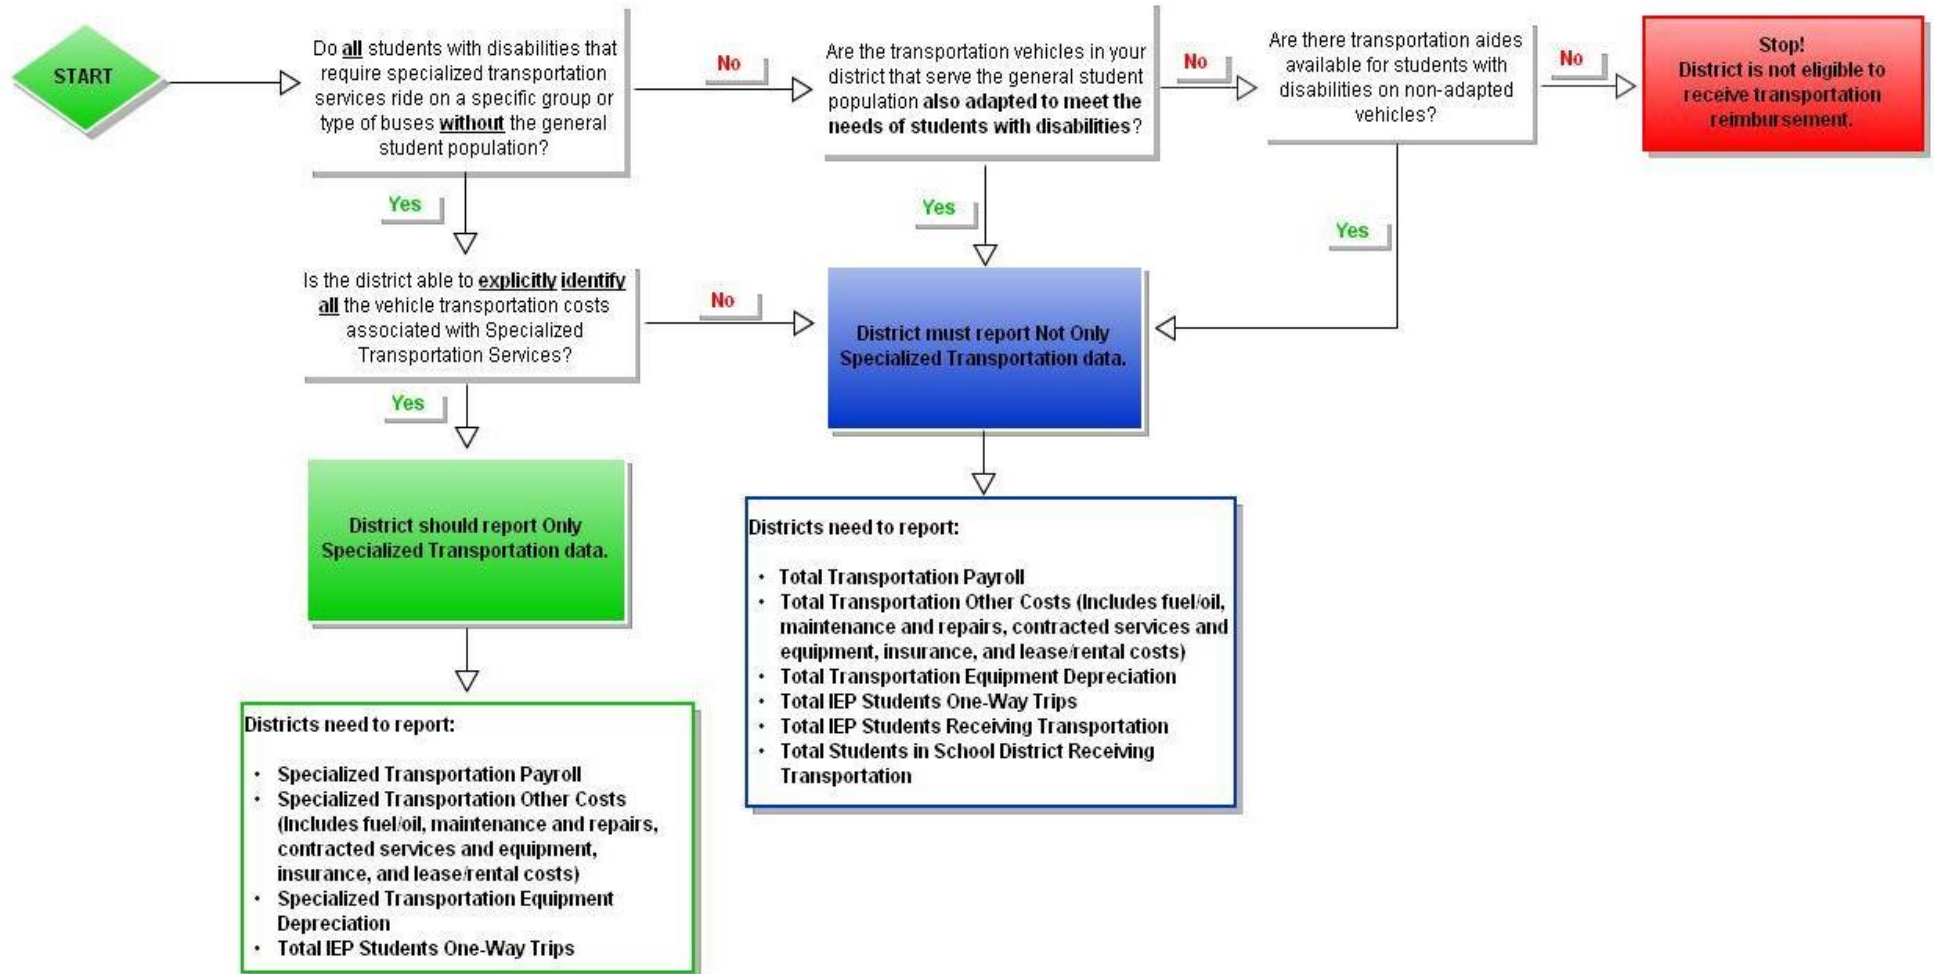 START
Do all students with disabilities that
require specialized transportation
services ride on a specific group or
type of buses without the general
student population?
No
Are the transportation vehicles in your
district that serve the general student
population also adapted to meet the
needs of students with disabilities?
No
Are there transportation aides
available for students with
disabilities on non-adapted
vehicles?
No
Stop!
District is not eligible to
receive transportation
reimbursement.
Yes
Yes
Yes
Is the district able to explicitly identify
all the vehicle transportation costs
associated with Specialized
Transportation Services?
No
District must report Not Only
Specialized Transportation data.
Yes
District should report Only
Specialized Transportation data.
Districts need to report:
• Total Transportation Payroll
• Total Transportation Other Costs (Includes fuel/oil,
maintenance and repairs, contracted services and
equipment, insurance, and lease/rental costs)
• Total Transportation Equipment Depreciation
• Total IEP Students One-Way Trips
• Total IEP Students Receiving Transportation
• Total Students in School District Receiving
Transportation
Districts need to report:
• Specialized Transportation Payroll
• Specialized Transportation Other Costs
(Includes fuel/oil, maintenance and repairs,
contracted services and equipment,
insurance, and lease/rental costs)
• Specialized Transportation Equipment
Depreciation
• Total IEP Students One-Way Trips